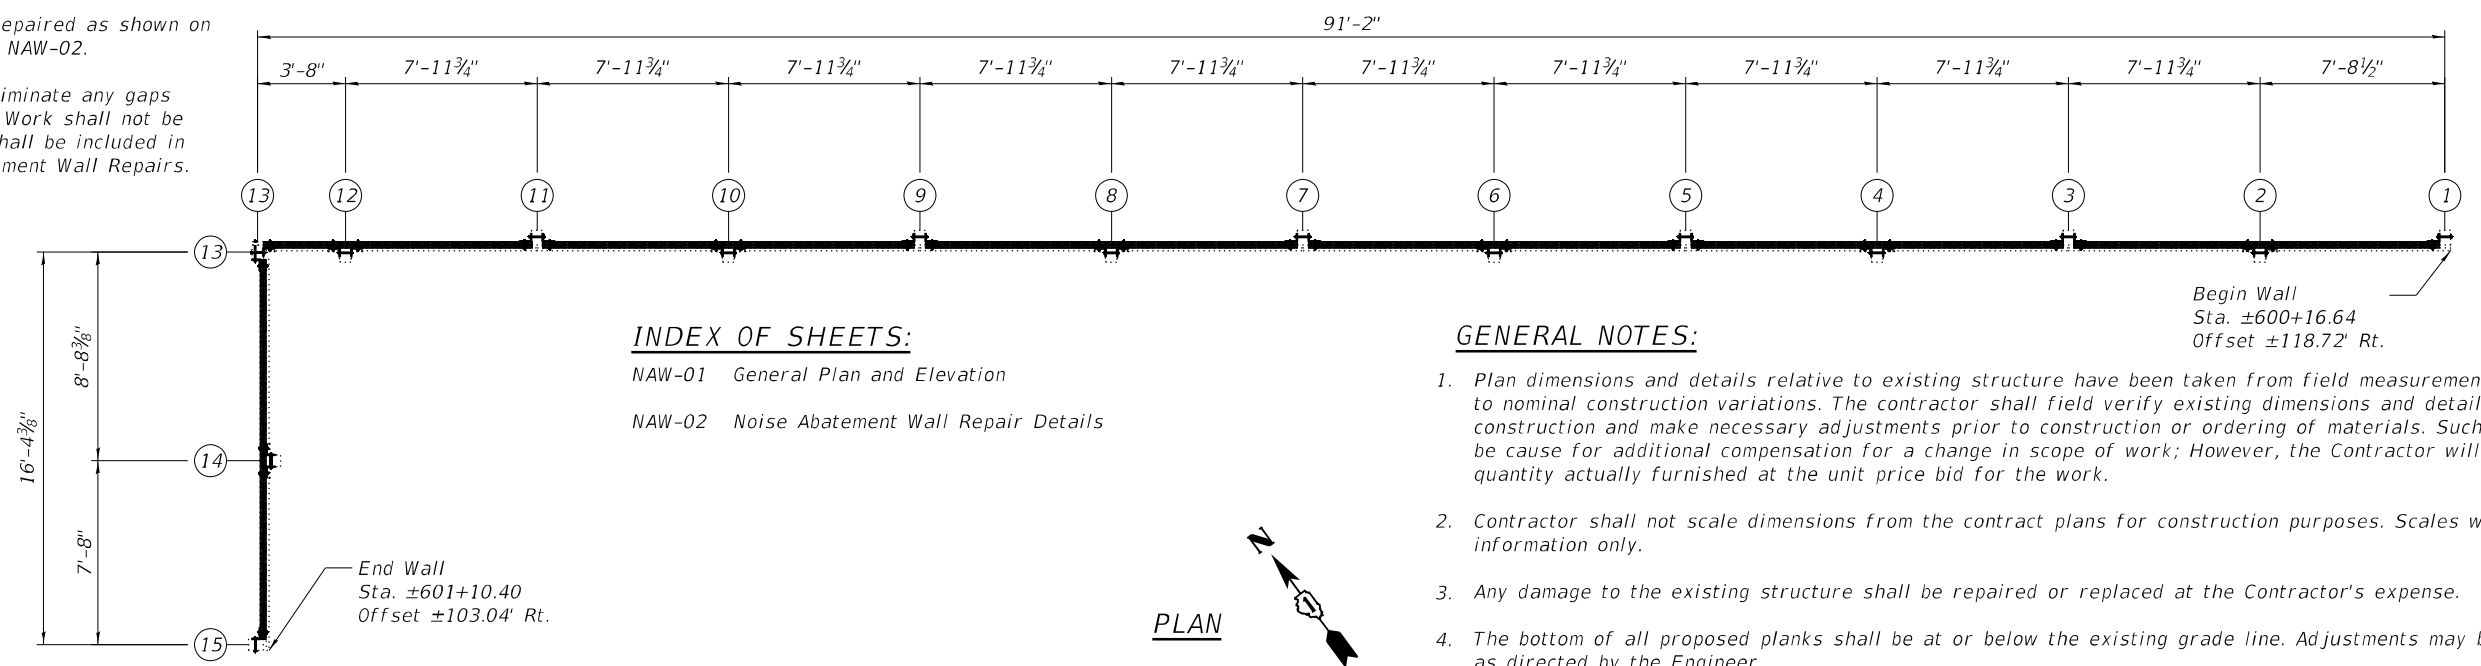 epaired as shown on
NAW-02.
iminate any gaps
Work shall not be
hall be included in
ment Wall Repairs.
91'-2"
3'-8" 7'-11¾" 7'-11¾" 7'-11¾" 7'-11¾" 7'-11¾" 7'-11¾" 7'-11¾" 7'-11¾" 7'-11¾" 7'-11¾" 7'-8½"
13 12 11 10 9 8 7 6 5 4 3 2 1
13
14
15
16'-4⅜"
8'-8⅜"
7'-8"
Begin Wall
Sta. ±600+16.64
Offset ±118.72' Rt.
End Wall
Sta. ±601+10.40
Offset ±103.04' Rt.
INDEX OF SHEETS:
NAW-01 General Plan and Elevation
NAW-02 Noise Abatement Wall Repair Details
N
PLAN
GENERAL NOTES:
1. Plan dimensions and details relative to existing structure have been taken from field measuremen
to nominal construction variations. The contractor shall field verify existing dimensions and detail
construction and make necessary adjustments prior to construction or ordering of materials. Such
be cause for additional compensation for a change in scope of work; However, the Contractor will
quantity actually furnished at the unit price bid for the work.
2. Contractor shall not scale dimensions from the contract plans for construction purposes. Scales w
information only.
3. Any damage to the existing structure shall be repaired or replaced at the Contractor's expense.
4. The bottom of all proposed planks shall be at or below the existing grade line. Adjustments may b
as directed by the Engineer